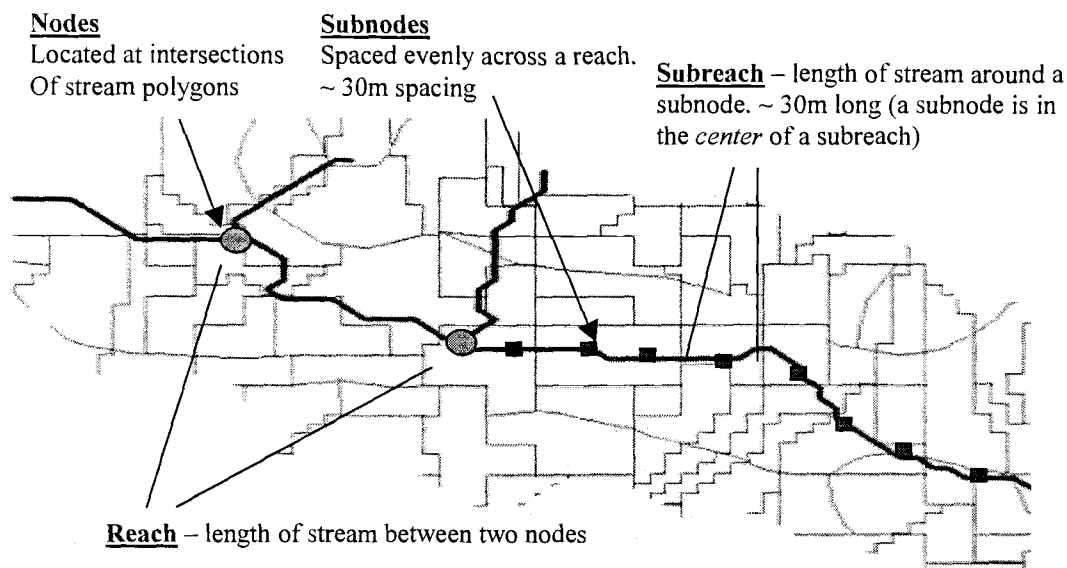 Nodes
Located at intersections
Of stream polygons
Subnodes
Spaced evenly across a reach.
~ 30m spacing
Subreach – length of stream around a
subnode. ~ 30m long (a subnode is in
the center of a subreach)
Reach – length of stream between two nodes